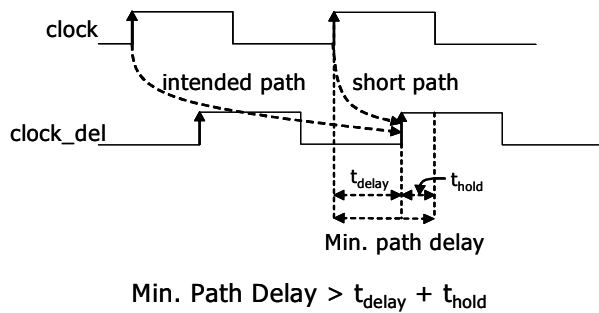 clock
intended path
short path
clock_del
t_delay
t_hold
Min. path delay
Min. Path Delay > t_delay + t_hold